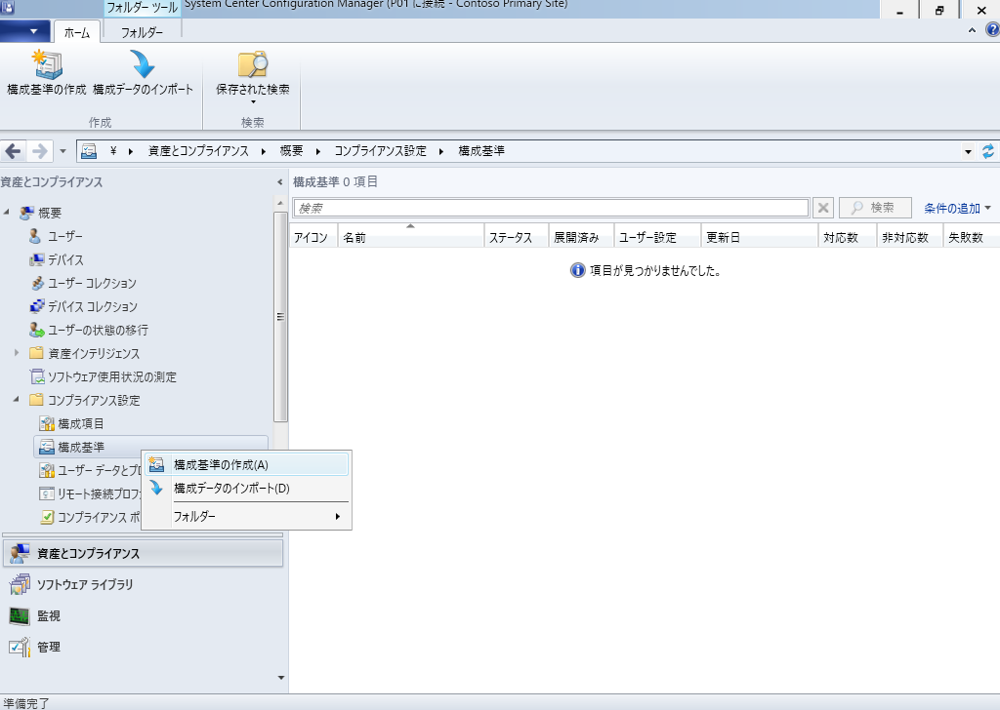 フォルダー ツール
System Center Configuration Manager (P01 に接続 - Contoso Primary Site)
ホーム
フォルダー
構成基準の作成
構成データのインポート
保存された検索
作成
検索
¥
資産とコンプライアンス
概要
コンプライアンス設定
構成基準
資産とコンプライアンス
概要
ユーザー
デバイス
ユーザー コレクション
デバイス コレクション
ユーザーの状態の移行
資産インテリジェンス
ソフトウェア使用状況の測定
コンプライアンス設定
構成項目
構成基準
ユーザー データとプロ
リモート接続プロファ
コンプライアンス ポ
構成基準の作成(A)
構成データのインポート(D)
フォルダー
資産とコンプライアンス
ソフトウェア ライブラリ
監視
管理
構成基準 0 項目
検索
検索
条件の追加
アイコン
名前
ステータス
展開済み
ユーザー設定
更新日
対応数
非対応数
失敗数
項目が見つかりませんでした。
準備完了